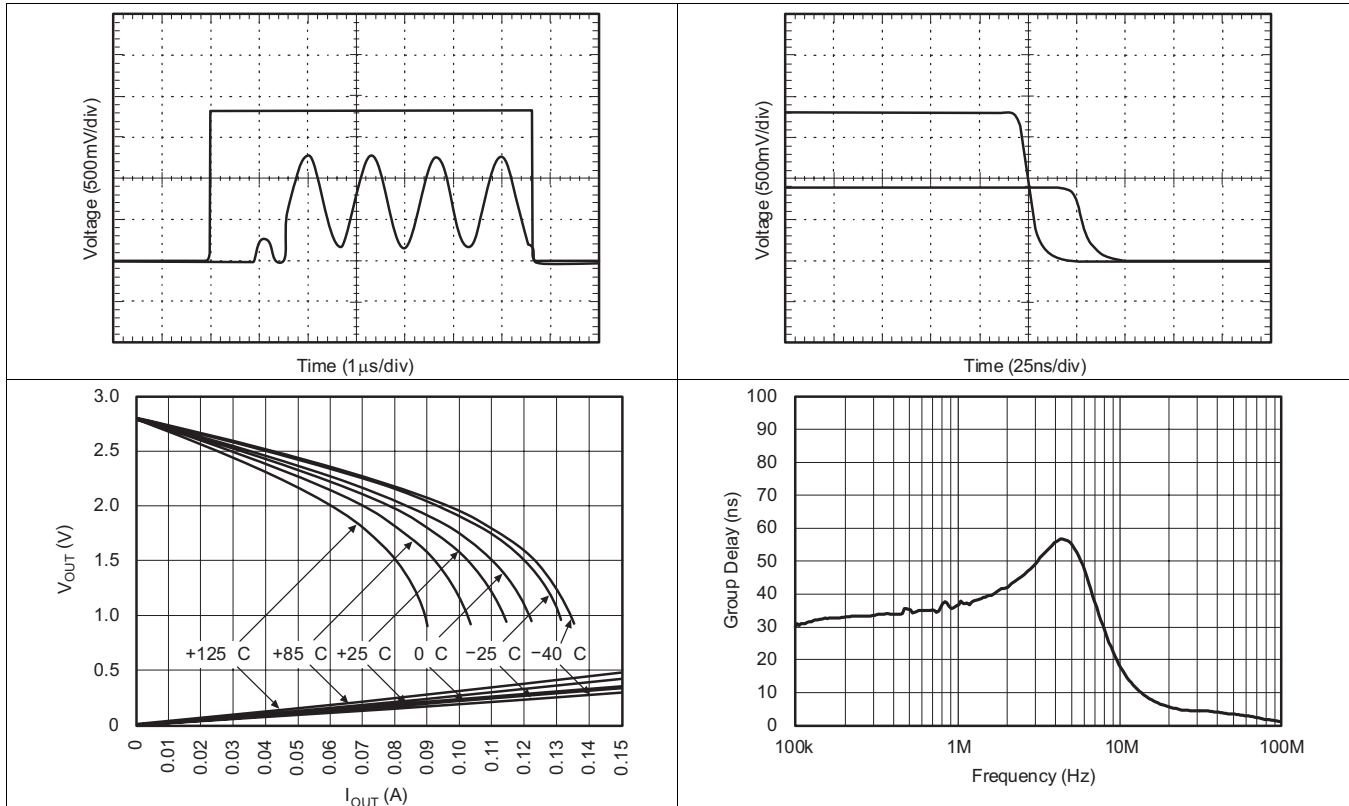 Voltage (500mV/div)
Time (1µs/div)
Voltage (500mV/div)
Time (25ns/div)
3.0
2.5
2.0
1.5
1.0
0.5
0
VOUT (V)
+125 C +85 C +25 C 0 C −25 C −40 C
0 0.01 0.02 0.03 0.04 0.05 0.06 0.07 0.08 0.09 0.10 0.11 0.12 0.13 0.14 0.15
IOUT (A)
100
90
80
70
60
50
40
30
20
10
0
Group Delay (ns)
100k 1M 10M 100M
Frequency (Hz)